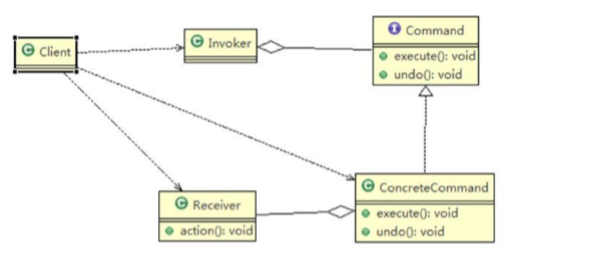 Client
Invoker
Command
execute(): void
undo(): void
Receiver
action(): void
ConcreteCommand
execute(): void
undo(): void